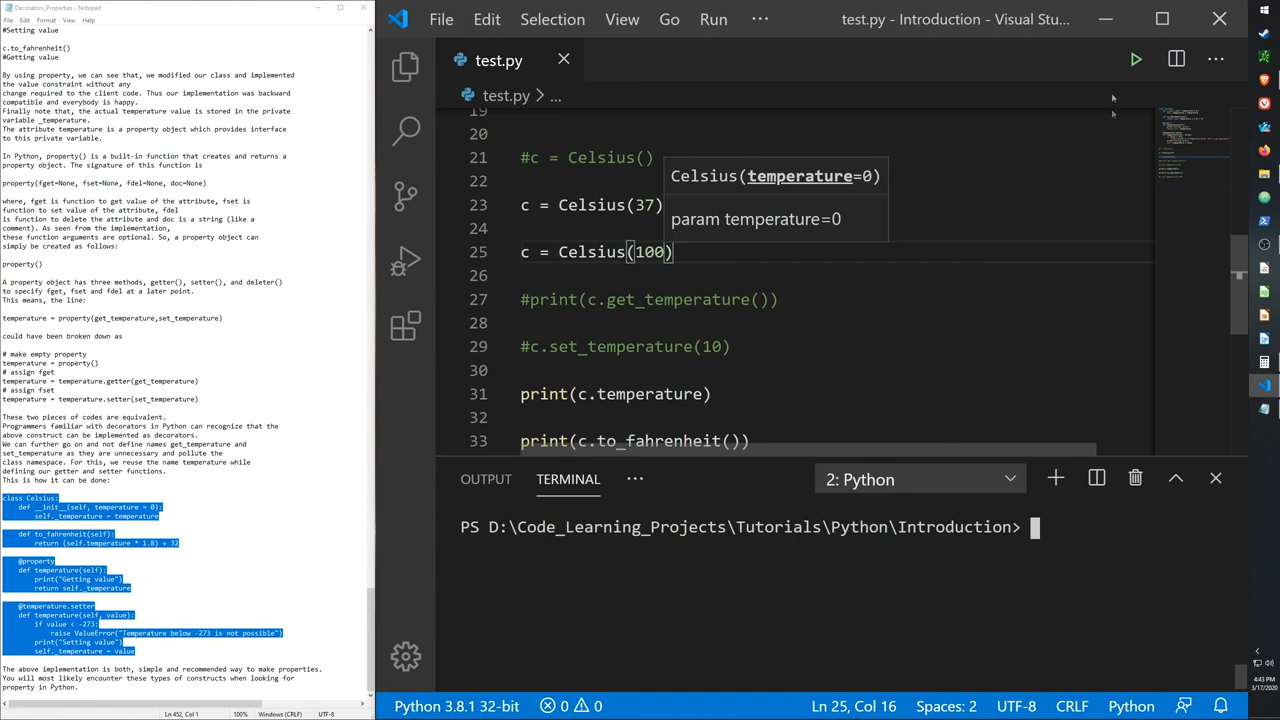 Decorators_Properties - Notepad
File Edit Format View Help
#Setting value
c.to_fahrenheit()
#Getting value
By using property, we can see that, we modified our class and implemented
the value constraint without any
change required to the client code. Thus our implementation was backward
compatible and everybody is happy.
Finally note that, the actual temperature value is stored in the private
variable _temperature.
The attribute temperature is a property object which provides interface
to this private variable.
In Python, property() is a built-in function that creates and returns a
property object. The signature of this function is
property(fget=None, fset=None, fdel=None, doc=None)
where, fget is function to get value of the attribute, fset is
function to set value of the attribute, fdel
is function to delete the attribute and doc is a string (like a
comment). As seen from the implementation,
these function arguments are optional. So, a property object can
simply be created as follows:
property()
A property object has three methods, getter(), setter(), and deleter()
to specify fget, fset and fdel at a later point.
This means, the line:
temperature = property(get_temperature,set_temperature)
could have been broken down as
# make empty property
temperature = property()
# assign fget
temperature = temperature.getter(get_temperature)
# assign fset
temperature = temperature.setter(set_temperature)
These two pieces of codes are equivalent.
Programmers familiar with decorators in Python can recognize that the
above construct can be implemented as decorators.
We can further go on and not define names get_temperature and
set_temperature as they are unnecessary and pollute the
class namespace. For this, we reuse the name temperature while
defining our getter and setter functions.
This is how it can be done:
class Celsius:
def __init__(self, temperature = 0):
self._temperature = temperature
def to_fahrenheit(self):
return (self.temperature * 1.8) + 32
@property
def temperature(self):
print("Getting value")
return self._temperature
@temperature.setter
def temperature(self, value):
if value < -273:
raise ValueError("Temperature below -273 is not possible")
print("Setting value")
self._temperature = value
The above implementation is both, simple and recommended way to make properties.
You will most likely encounter these types of constructs when looking for
property in Python.
Ln 452, Col 1 100% Windows (CRLF) UTF-8
File Edit Selection View Go Run ··· test.py - Introduction - Visual Stu...
test.py
test.py > ...
19
20
21 #c = Celsius()
22
23 c = Celsius(37)
24
25 c = Celsius(100)
26
27 #print(c.get_temperature())
28
29 #c.set_temperature(10)
30
31 print(c.temperature)
32
33 print(c.to_fahrenheit())
Celsius(temperature=0)
param temperature=0
OUTPUT TERMINAL ··· 2: Python
PS D:\Code_Learning_Projects\Tutorials_Python\Introduction>
Python 3.8.1 32-bit 0 0 Ln 25, Col 16 Spaces: 2 UTF-8 CRLF Python
4:43 PM
3/17/2020